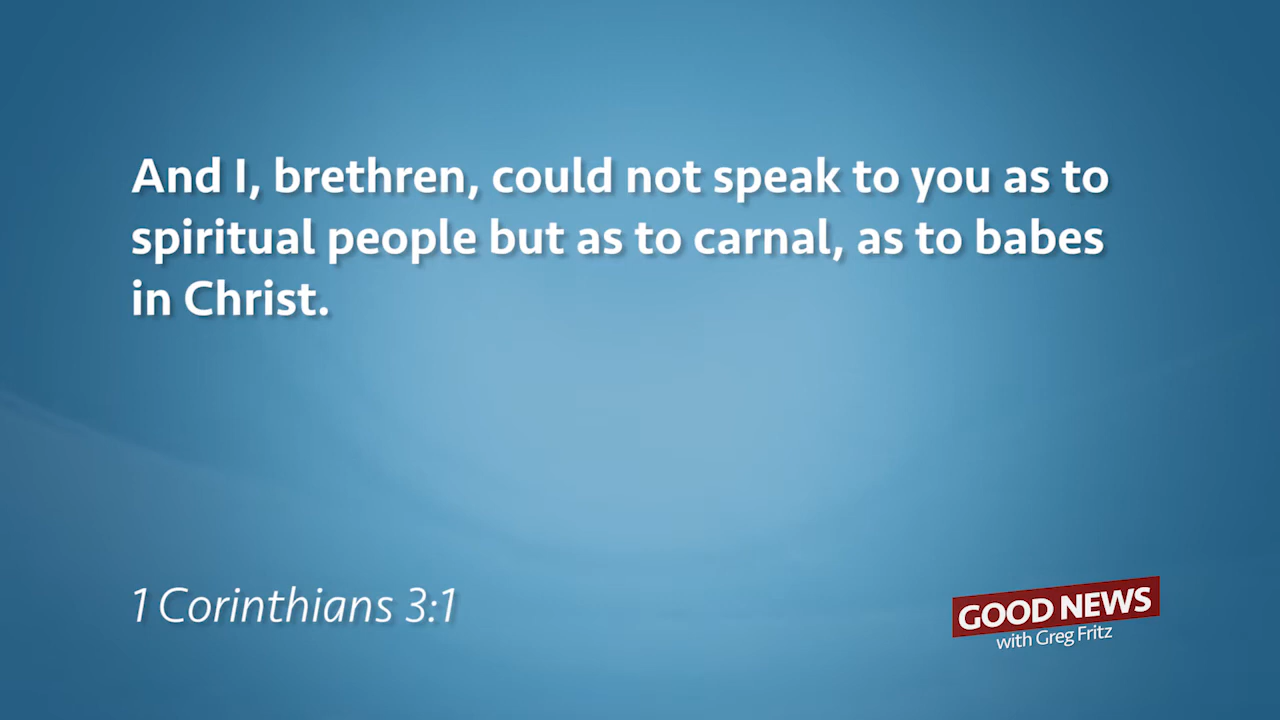 And I, brethren, could not speak to you as to
spiritual people but as to carnal, as to babes
in Christ.
1 Corinthians 3:1
GOOD NEWS
with Greg Fritz